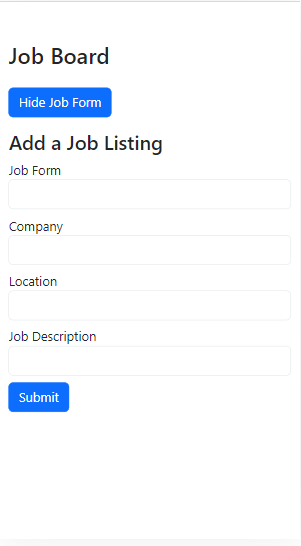 Job Board
Hide Job Form
Add a Job Listing
Job Form
Company
Location
Job Description
Submit